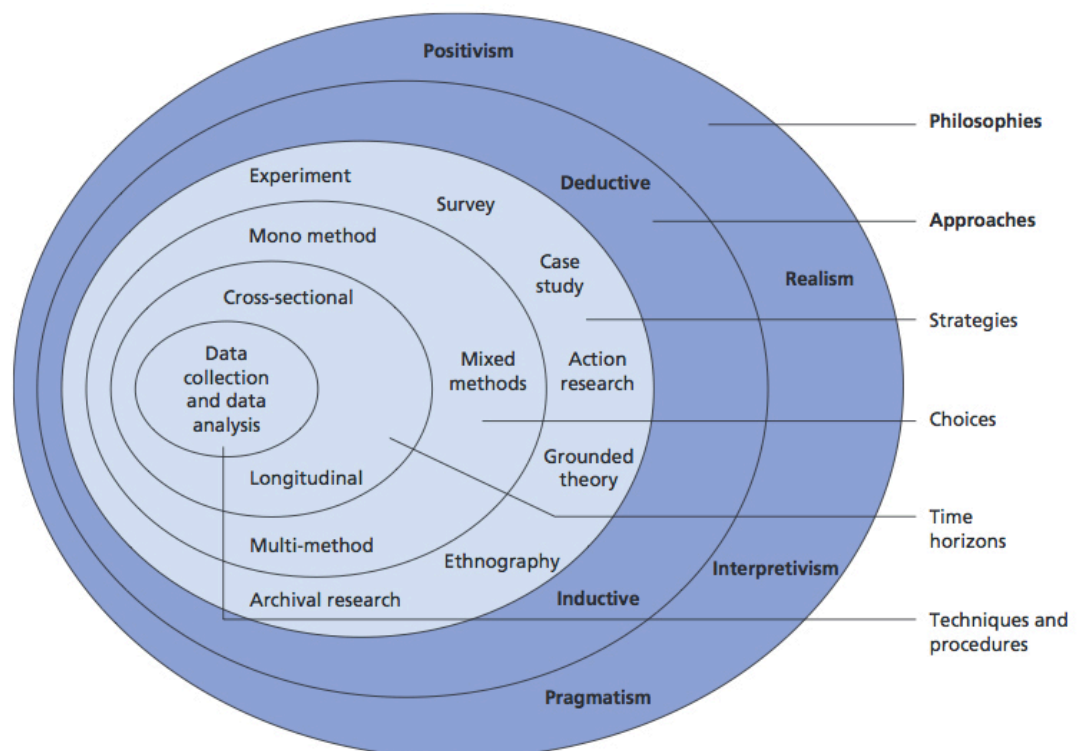 Positivism
Philosophies
Experiment
Deductive
Survey
Approaches
Mono method
Case
study
Realism
Cross-sectional
Strategies
Data
collection
and data
analysis
Mixed
methods
Action
research
Choices
Grounded
theory
Longitudinal
Time
horizons
Multi-method
Ethnography
Interpretivism
Archival research
Inductive
Techniques and
procedures
Pragmatism